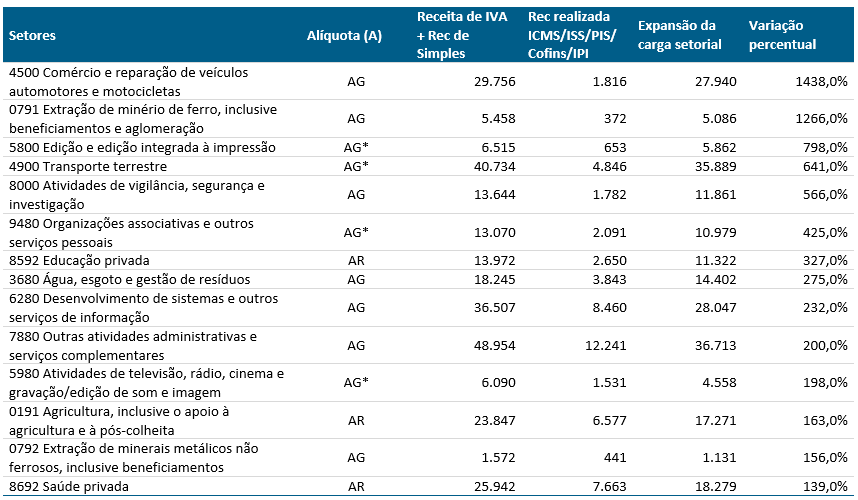 Setores Alíquota (A) Receita de IVA + Rec de Simples Rec realizada ICMS/ISS/PIS/ Cofins/IPI Expansão da carga setorial Variação percentual
4500 Comércio e reparação de veículos
automotores e motocicletas AG 29.756 1.816 27.940 1438,0%
0791 Extração de minério de ferro, inclusive
beneficiamentos e aglomeração AG 5.458 372 5.086 1266,0%
5800 Edição e edição integrada à impressão AG* 6.515 653 5.862 798,0%
4900 Transporte terrestre AG* 40.734 4.846 35.889 641,0%
8000 Atividades de vigilância, segurança e
investigação AG 13.644 1.782 11.861 566,0%
9480 Organizações associativas e outros
serviços pessoais AG* 13.070 2.091 10.979 425,0%
8592 Educação privada AR 13.972 2.650 11.322 327,0%
3680 Água, esgoto e gestão de resíduos AG 18.245 3.843 14.402 275,0%
6280 Desenvolvimento de sistemas e outros
serviços de informação AG 36.507 8.460 28.047 232,0%
7880 Outras atividades administrativas e
serviços complementares AG 48.954 12.241 36.713 200,0%
5980 Atividades de televisão, rádio, cinema e
gravação/edição de som e imagem AG* 6.090 1.531 4.558 198,0%
0191 Agricultura, inclusive o apoio à
agricultura e à pós-colheita AR 23.847 6.577 17.271 163,0%
0792 Extração de minerais metálicos não
ferrosos, inclusive beneficiamentos AG 1.572 441 1.131 156,0%
8692 Saúde privada AR 25.942 7.663 18.279 139,0%